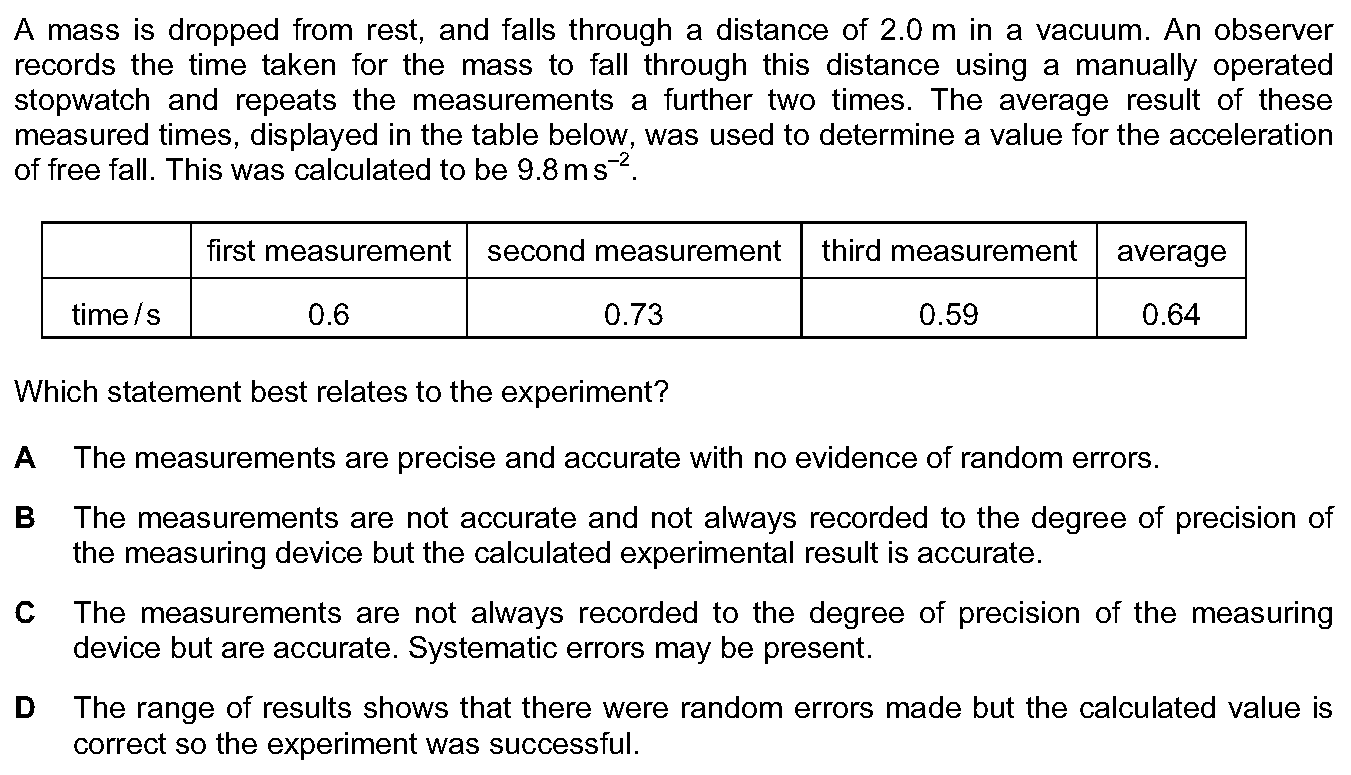 A mass is dropped from rest, and falls through a distance of 2.0 m in a vacuum. An observer
records the time taken for the mass to fall through this distance using a manually operated
stopwatch and repeats the measurements a further two times. The average result of these
measured times, displayed in the table below, was used to determine a value for the acceleration
of free fall. This was calculated to be 9.8 m s⁻².
first measurement second measurement third measurement average
time / s 0.6 0.73 0.59 0.64
Which statement best relates to the experiment?
A The measurements are precise and accurate with no evidence of random errors.
B The measurements are not accurate and not always recorded to the degree of precision of
the measuring device but the calculated experimental result is accurate.
C The measurements are not always recorded to the degree of precision of the measuring
device but are accurate. Systematic errors may be present.
D The range of results shows that there were random errors made but the calculated value is
correct so the experiment was successful.